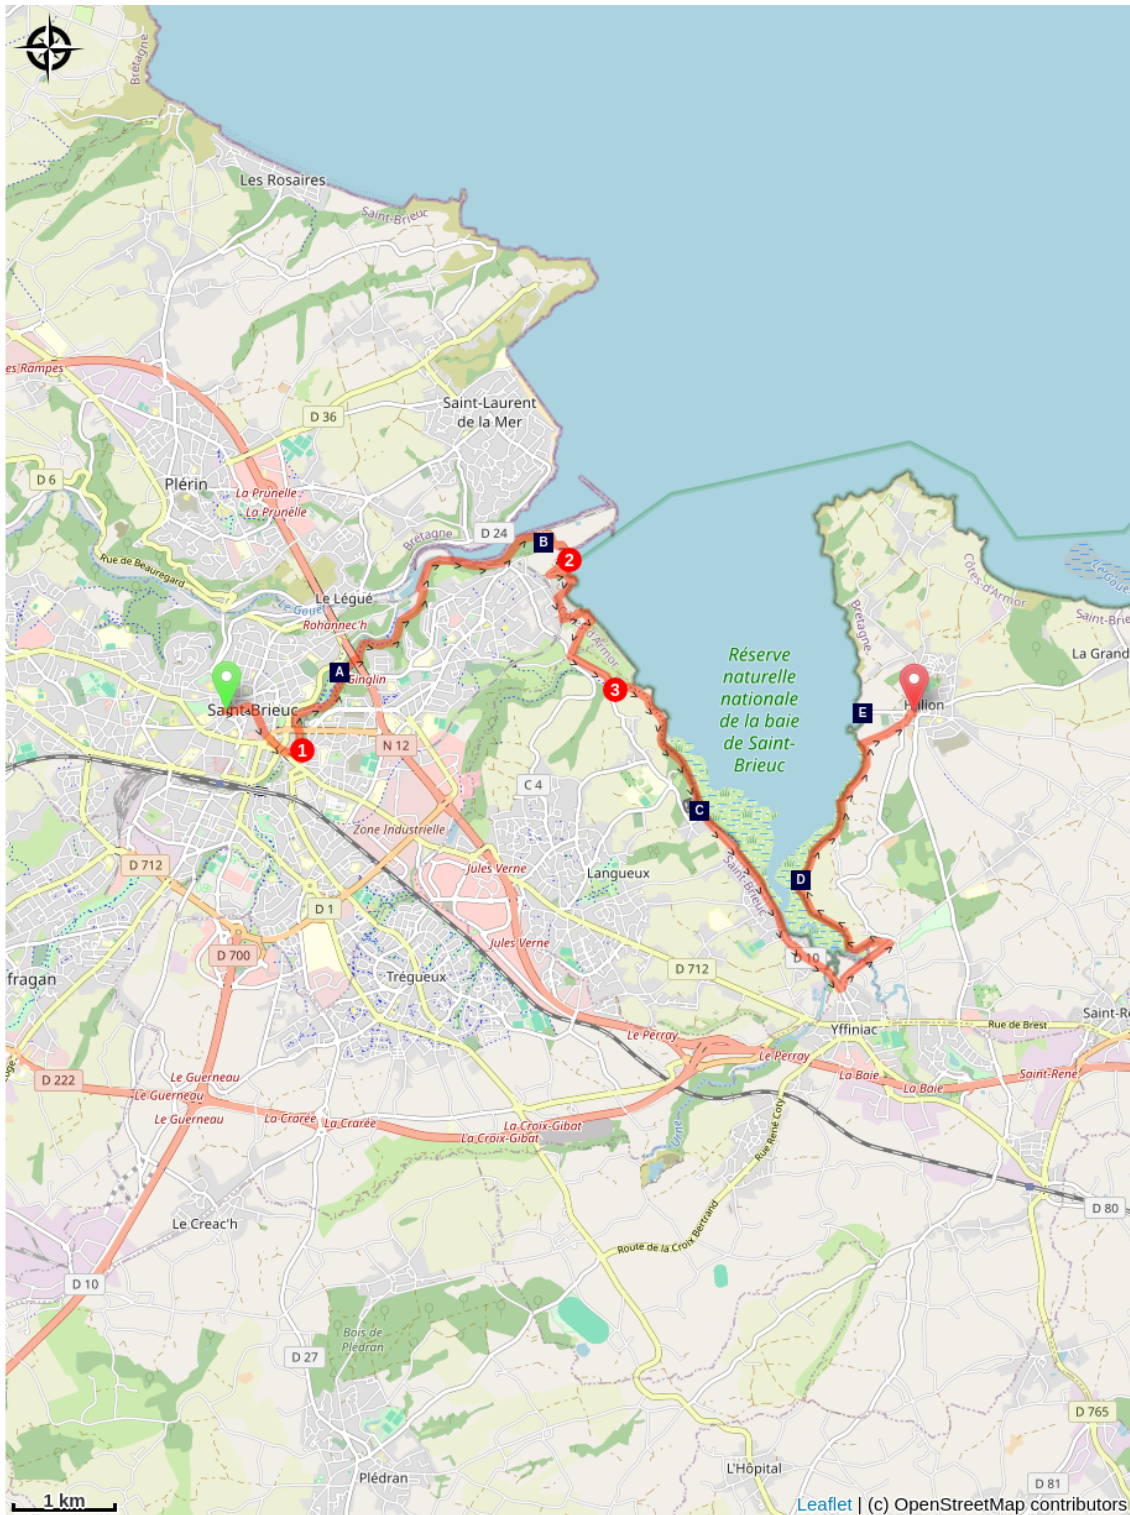 Bretagne
Les Rosaires
Saint-Brieuc
es Rampes
Saint-Laurent
de la Mer
D 36
D 6
Plérin
La Prunelle
La Prunelle
D 24
Bretagne
B
2
Rue de Beauregard
Le Légué
Le Gouet
Rohannec'h
Côtes-d'Armor
Bretagne
Saint-Brie
La Grand
A
Ginglin
Réserve
naturelle
nationale
de la baie
de Saint-
Brieuc
3
Saint-Brieuc
E
Hillion
1
N 12
C 4
C
Zone Industrielle
D 712
Jules Verne
Langueux
Saint-Brieuc
D
D 1
D 700
Jules Verne
D 10
fragan
Trégueux
D 712
Saint-Re
Le Perray
Yffiniac
Rue de Brest
Le Perray
La Baie
La Baie
Saint-René
D 222
Le Guerneau
Le Guerneau
Le Guerneau
La Crarée
La Crarée
La Croix-Gibat
La Croix-Gibat
Urne
Rue René Coty
Le Creac'h
D 80
Route de la Croix Bertrand
D 10
Bois de
Pledran
D 27
D 765
Plédran
L'Hôpital
D 81
1 km
Leaflet | (c) OpenStreetMap contributors